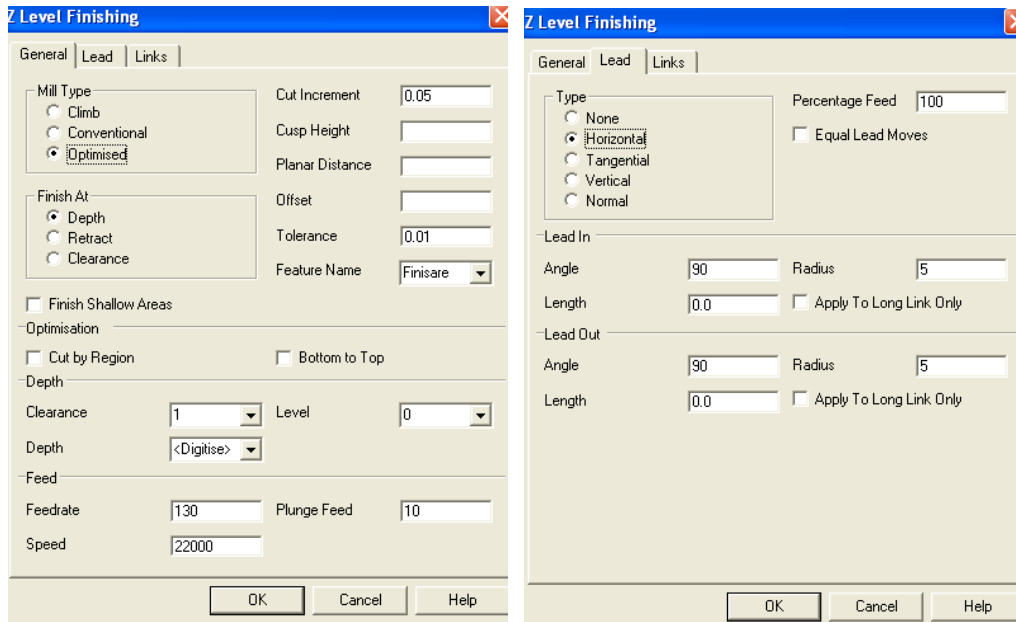 Z Level Finishing
General Lead Links
Mill Type
Climb
Conventional
Optimised
Cut Increment 0.05
Cusp Height
Planar Distance
Finish At
Depth
Retract
Clearance
Offset
Tolerance 0.01
Feature Name Finisare
Finish Shallow Areas
Optimisation
Cut by Region Bottom to Top
Depth
Clearance 1 Level 0
Depth <Digitise>
Feed
Feedrate 130 Plunge Feed 10
Speed 22000
OK Cancel Help
Z Level Finishing
General Lead Links
Type
None
Horizontal
Tangential
Vertical
Normal
Percentage Feed 100
Equal Lead Moves
Lead In
Angle 90 Radius 5
Length 0.0 Apply To Long Link Only
Lead Out
Angle 90 Radius 5
Length 0.0 Apply To Long Link Only
OK Cancel Help